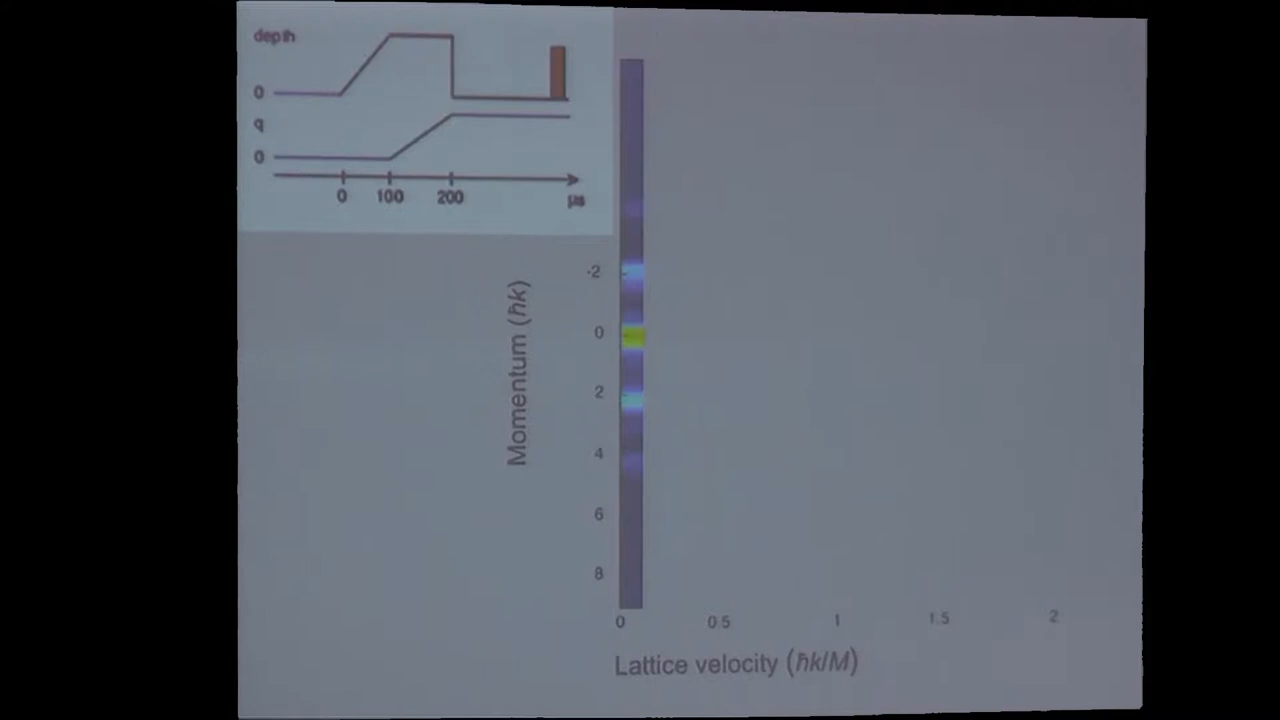 depth
0
q
0
0 100 200 μs
Momentum (ħk)
-2
0
2
4
6
8
0 0.5 1 1.5 2
Lattice velocity (ħk/M)